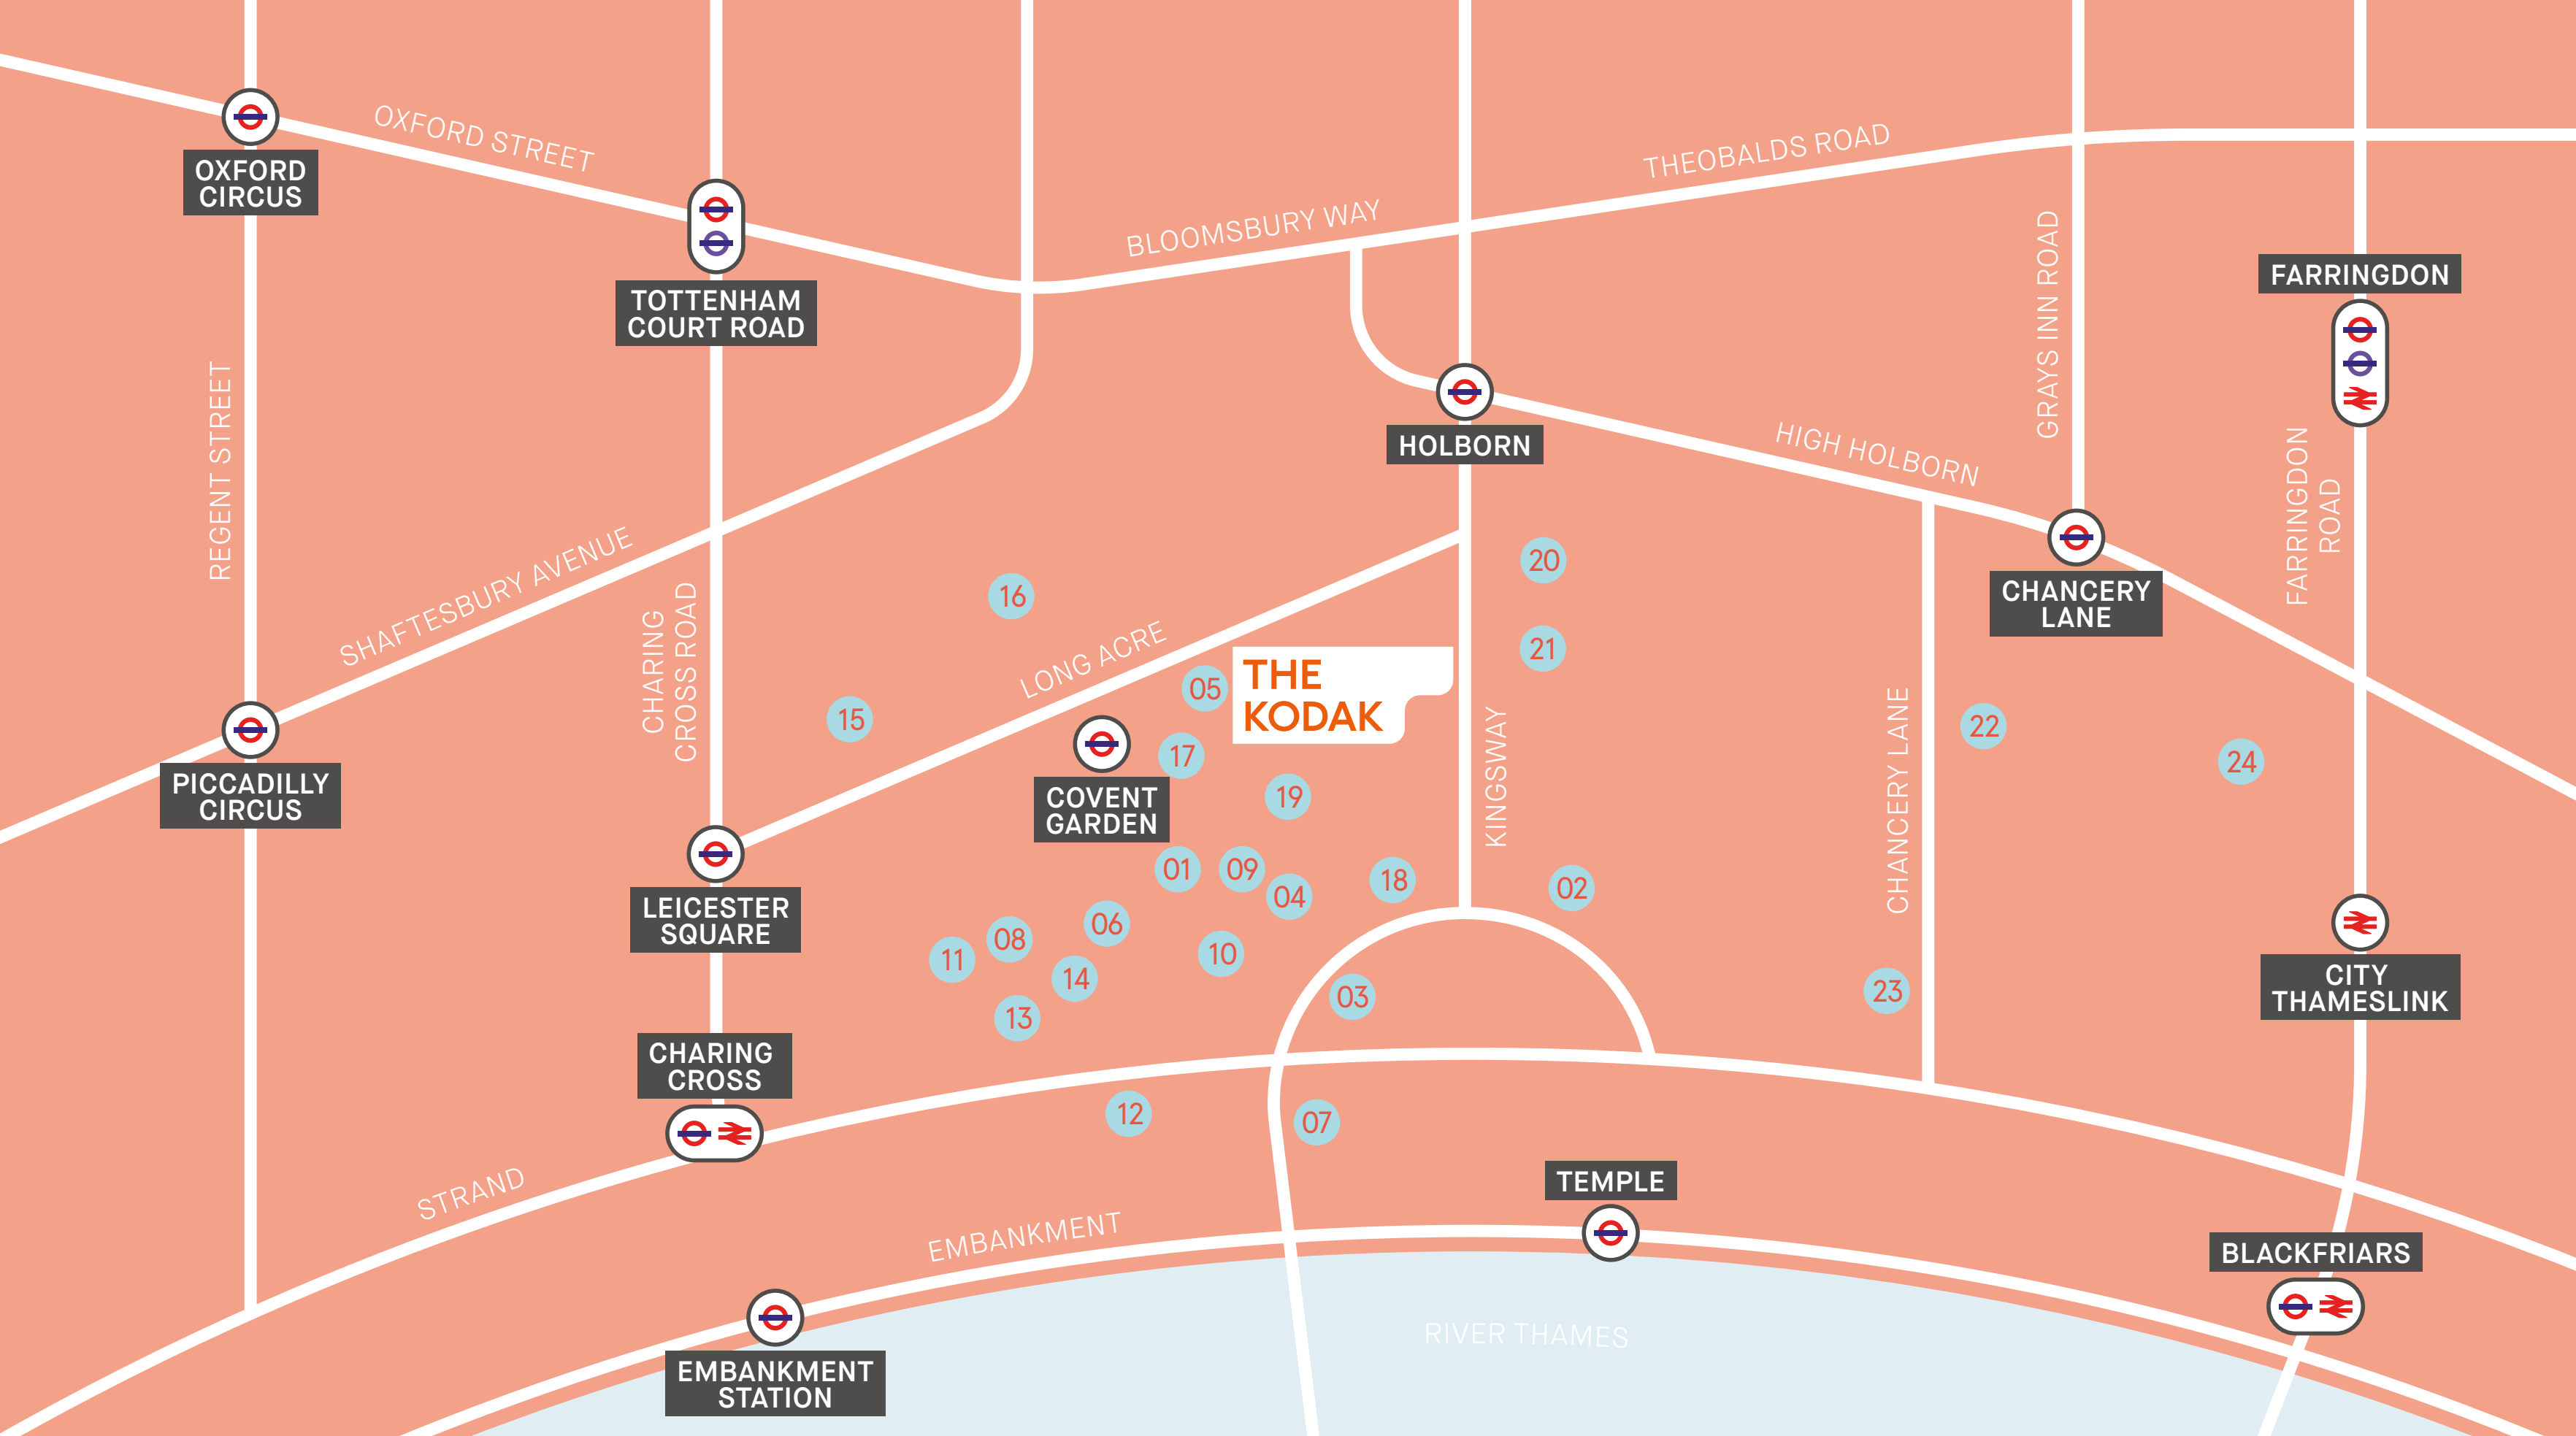 OXFORD
CIRCUS
OXFORD STREET
TOTTENHAM
COURT ROAD
BLOOMSBURY WAY
THEOBALDS ROAD
GRAYS INN ROAD
FARRINGDON
REGENT STREET
HOLBORN
HIGH HOLBORN
FARRINGDON
ROAD
SHAFTESBURY AVENUE
CHARING
CROSS ROAD
16
LONG ACRE
20
CHANCERY
LANE
21
05
THE
KODAK
15
17
KINGSWAY
CHANCERY LANE
22
24
PICCADILLY
CIRCUS
COVENT
GARDEN
19
LEICESTER
SQUARE
01
09
04
18
02
11
08
06
14
10
13
03
23
CITY
THAMESLINK
CHARING
CROSS
12
07
STRAND
EMBANKMENT
TEMPLE
BLACKFRIARS
EMBANKMENT
STATION
RIVER THAMES